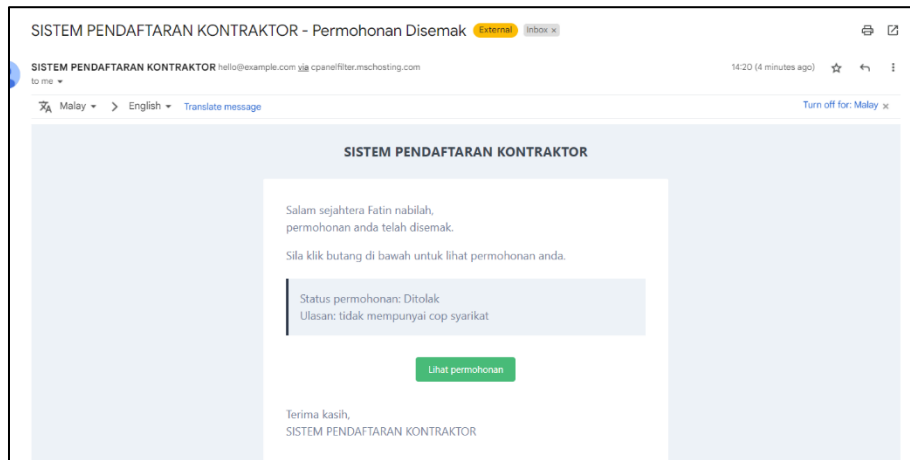 SISTEM PENDAFTARAN KONTRAKTOR - Permohonan Disemak External Inbox x
SISTEM PENDAFTARAN KONTRAKTOR hello@example.com via cpanelfilter.mschosting.com 14:20 (4 minutes ago)
to me
Malay > English Translate message Turn off for: Malay x
SISTEM PENDAFTARAN KONTRAKTOR
Salam sejahtera Fatin nabilah,
permohonan anda telah disemak.
Sila klik butang di bawah untuk lihat permohonan anda.
Status permohonan: Ditolak
Ulasan: tidak mempunyai cop syarikat
Lihat permohonan
Terima kasih,
SISTEM PENDAFTARAN KONTRAKTOR